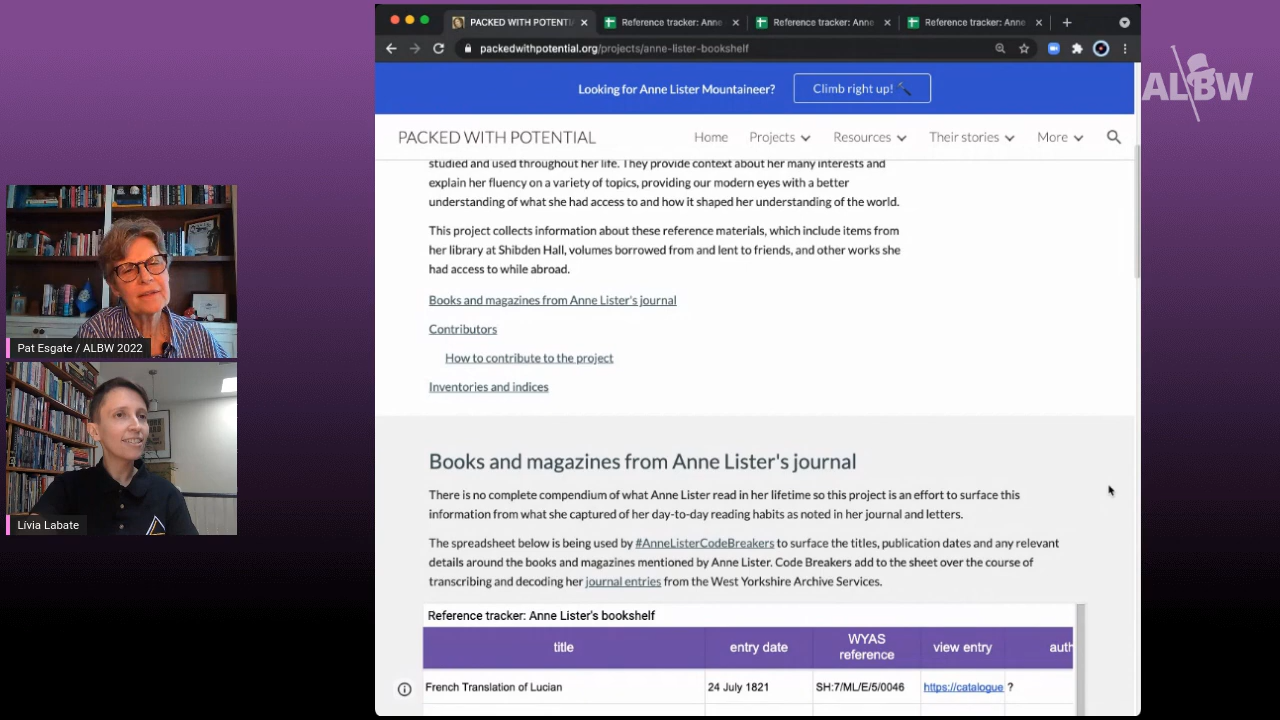 PACKED WITH POTENTI
Reference tracker: Anne
Reference tracker: Anne
Reference tracker: Anne
packedwithpotential.org/projects/anne-lister-bookshelf
ALBW
Looking for Anne Lister Mountaineer?
Climb right up!
PACKED WITH POTENTIAL
Home
Projects
Resources
Their stories
More
studied and used throughout her life. They provide context about her many interests and
explain her fluency on a variety of topics, providing our modern eyes with a better
understanding of what she had access to and how it shaped her understanding of the world.
This project collects information about these reference materials, which include items from
her library at Shibden Hall, volumes borrowed from and lent to friends, and other works she
had access to while abroad.
Books and magazines from Anne Lister's journal
Contributors
How to contribute to the project
Inventories and indices
Pat Esgate / ALBW 2022
Lívia Labate
Books and magazines from Anne Lister's journal
There is no complete compendium of what Anne Lister read in her lifetime so this project is an effort to surface this
information from what she captured of her day-to-day reading habits as noted in her journal and letters.
The spreadsheet below is being used by #AnneListerCodeBreakers to surface the titles, publication dates and any relevant
details around the books and magazines mentioned by Anne Lister. Code Breakers add to the sheet over the course of
transcribing and decoding her journal entries from the West Yorkshire Archive Services.
Reference tracker: Anne Lister's bookshelf
title
entry date
WYAS
reference
view entry
auth
French Translation of Lucian
24 July 1821
SH:7/ML/E/5/0046
https://catalogue
?